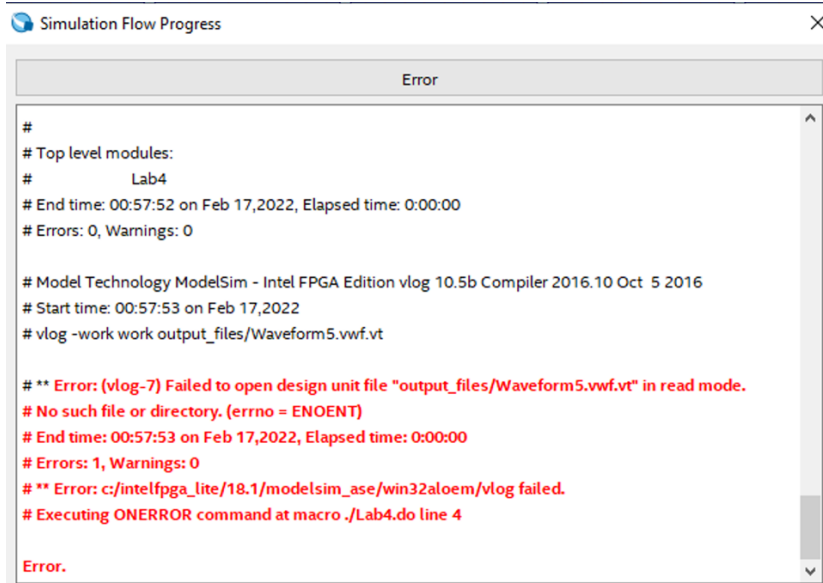 Simulation Flow Progress
Error
#
# Top level modules:
# Lab4
# End time: 00:57:52 on Feb 17,2022, Elapsed time: 0:00:00
# Errors: 0, Warnings: 0
# Model Technology ModelSim - Intel FPGA Edition vlog 10.5b Compiler 2016.10 Oct  5 2016
# Start time: 00:57:53 on Feb 17,2022
# vlog -work work output_files/Waveform5.vwf.vt
# ** Error: (vlog-7) Failed to open design unit file "output_files/Waveform5.vwf.vt" in read mode.
# No such file or directory. (errno = ENOENT)
# End time: 00:57:53 on Feb 17,2022, Elapsed time: 0:00:00
# Errors: 1, Warnings: 0
# ** Error: c:/intelfpga_lite/18.1/modelsim_ase/win32aloem/vlog failed.
# Executing ONERROR command at macro ./Lab4.do line 4
Error.